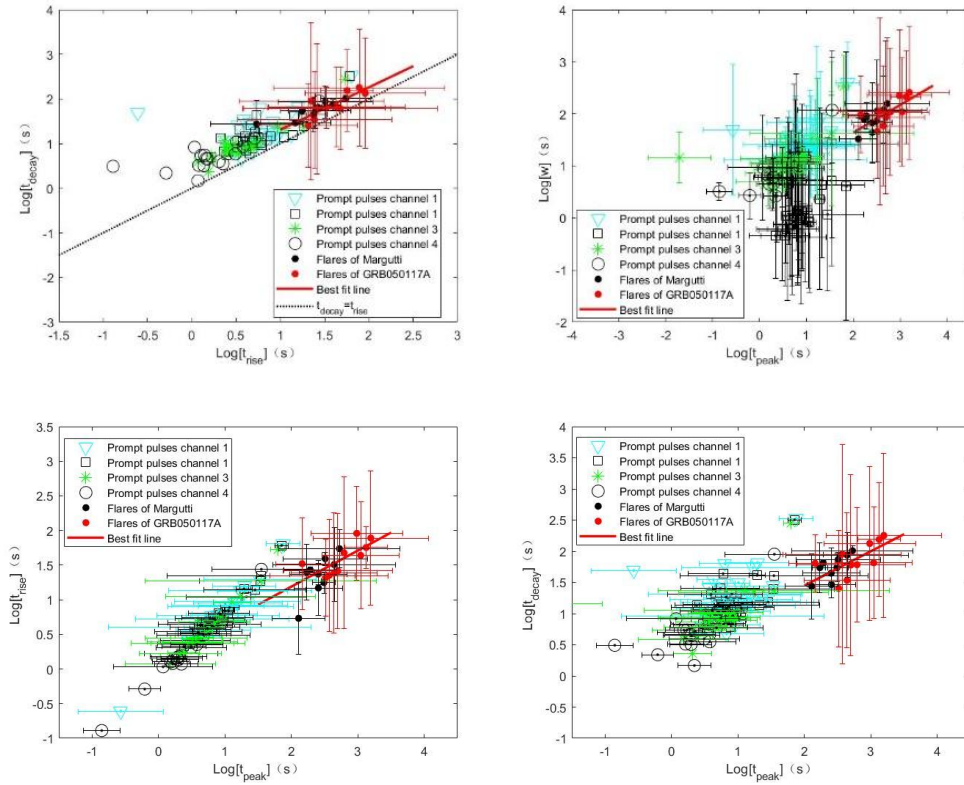 4
3
2
1
0
-1
-2
-3
Log[t_decay] (s)
Prompt pulses channel 1
Prompt pulses channel 1
Prompt pulses channel 3
Prompt pulses channel 4
Flares of Margutti
Flares of GRB050117A
Best fit line
t_decay=t_rise
-1.5 -1 -0.5 0 0.5 1 1.5 2 2.5 3
Log[t_rise] (s)
4
3
2
1
0
-1
-2
Log[w] (s)
Prompt pulses channel 1
Prompt pulses channel 1
Prompt pulses channel 3
Prompt pulses channel 4
Flares of Margutti
Flares of GRB050117A
Best fit line
-4 -3 -2 -1 0 1 2 3 4
Log[t_peak] (s)
3.5
3
2.5
2
1.5
1
0.5
0
-0.5
-1
Log[t_rise] (s)
Prompt pulses channel 1
Prompt pulses channel 1
Prompt pulses channel 3
Prompt pulses channel 4
Flares of Margutti
Flares of GRB050117A
Best fit line
-1 0 1 2 3 4
Log[t_peak] (s)
4
3.5
3
2.5
2
1.5
1
0.5
0
-0.5
-1
Log[t_decay] (s)
Prompt pulses channel 1
Prompt pulses channel 1
Prompt pulses channel 3
Prompt pulses channel 4
Flares of Margutti
Flares of GRB050117A
Best fit line
-1 0 1 2 3 4
Log[t_peak] (s)